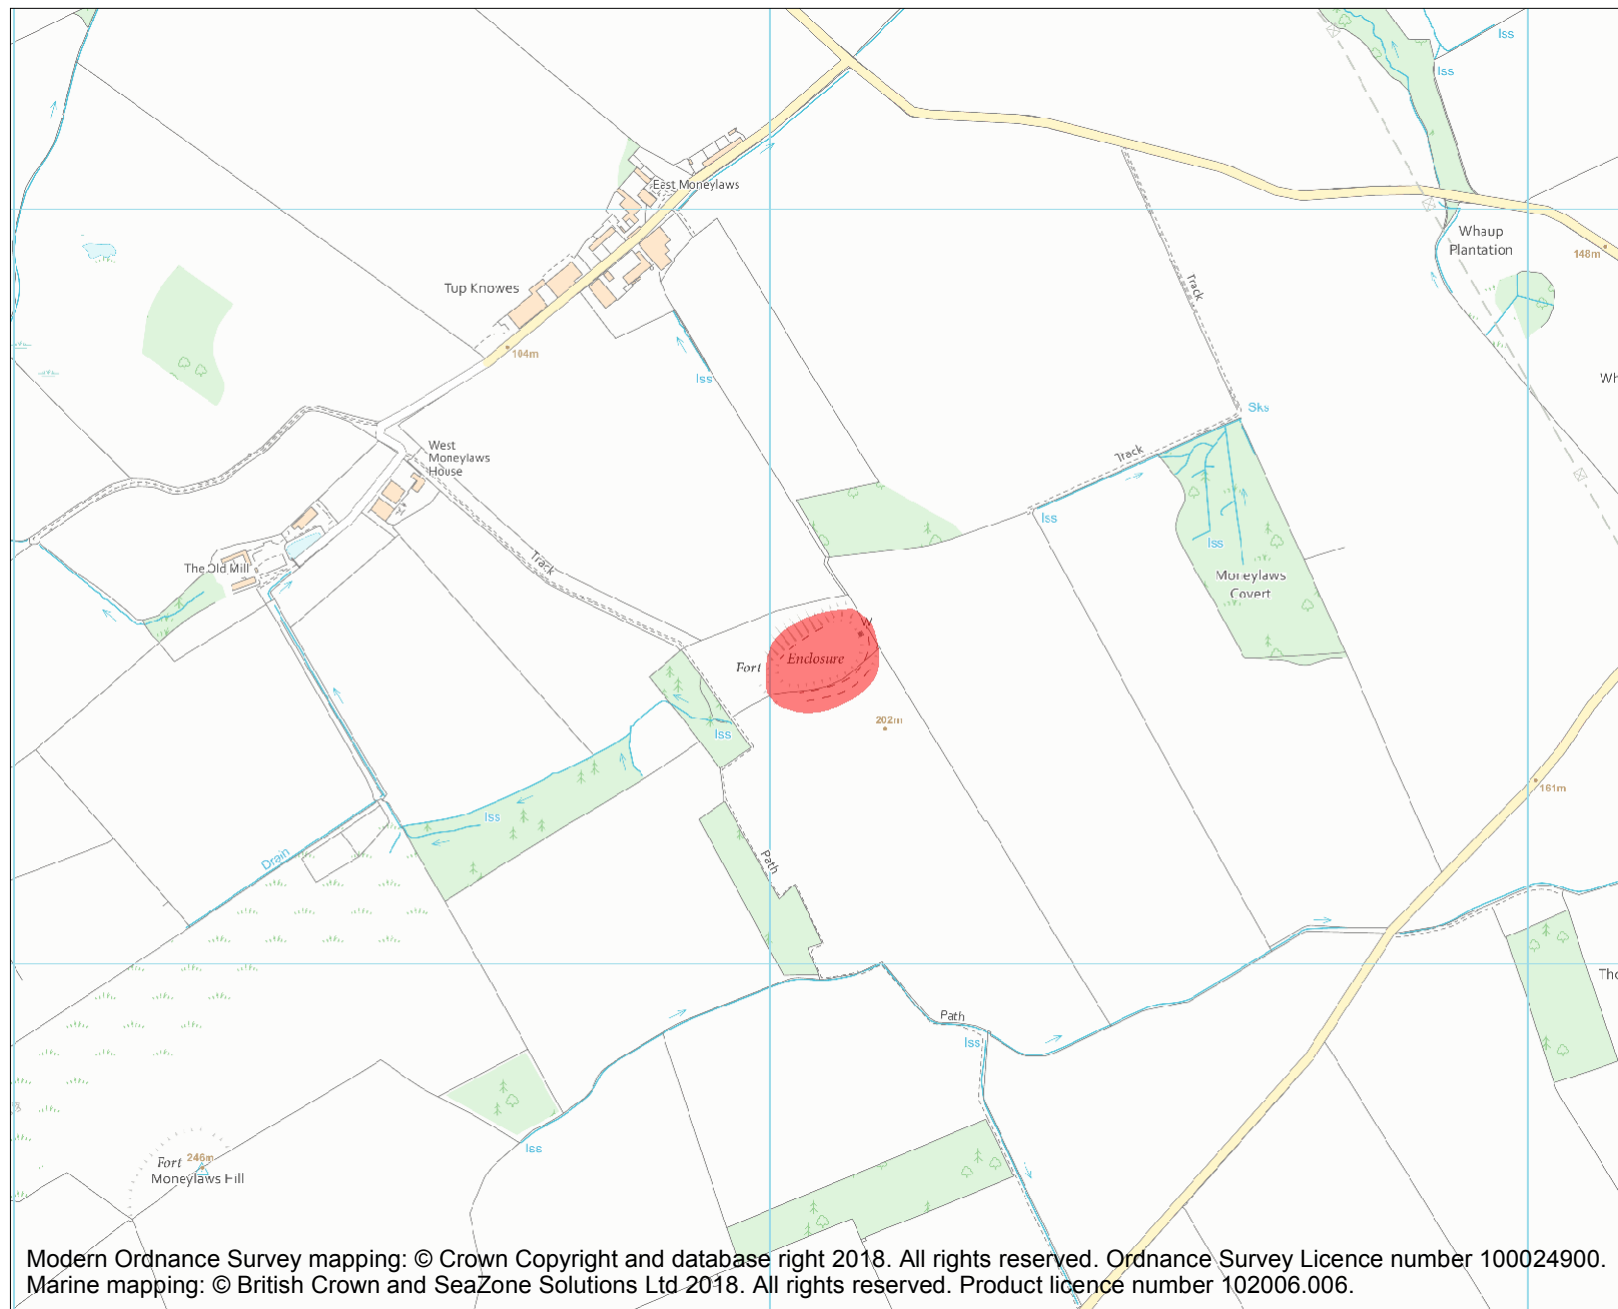 Iss
Iss
East Moneylaws
Whaup
Plantation
148m
Track
Tup Knowes
194m
Iss
Wh
Sks
West
Moneylaws
House
Track
Iss
Iss
Track
The Old Mill
Moneylaws
Covert
W
Enclosure
Fort
202m
Iss
161m
Iss
Drain
Path
Tho
Path
Iss
Iss
Fort
246m
Moneylaws Hill
Modern Ordnance Survey mapping: © Crown Copyright and database right 2018. All rights reserved. Ordnance Survey Licence number 100024900.
Marine mapping: © British Crown and SeaZone Solutions Ltd 2018. All rights reserved. Product licence number 102006.006.